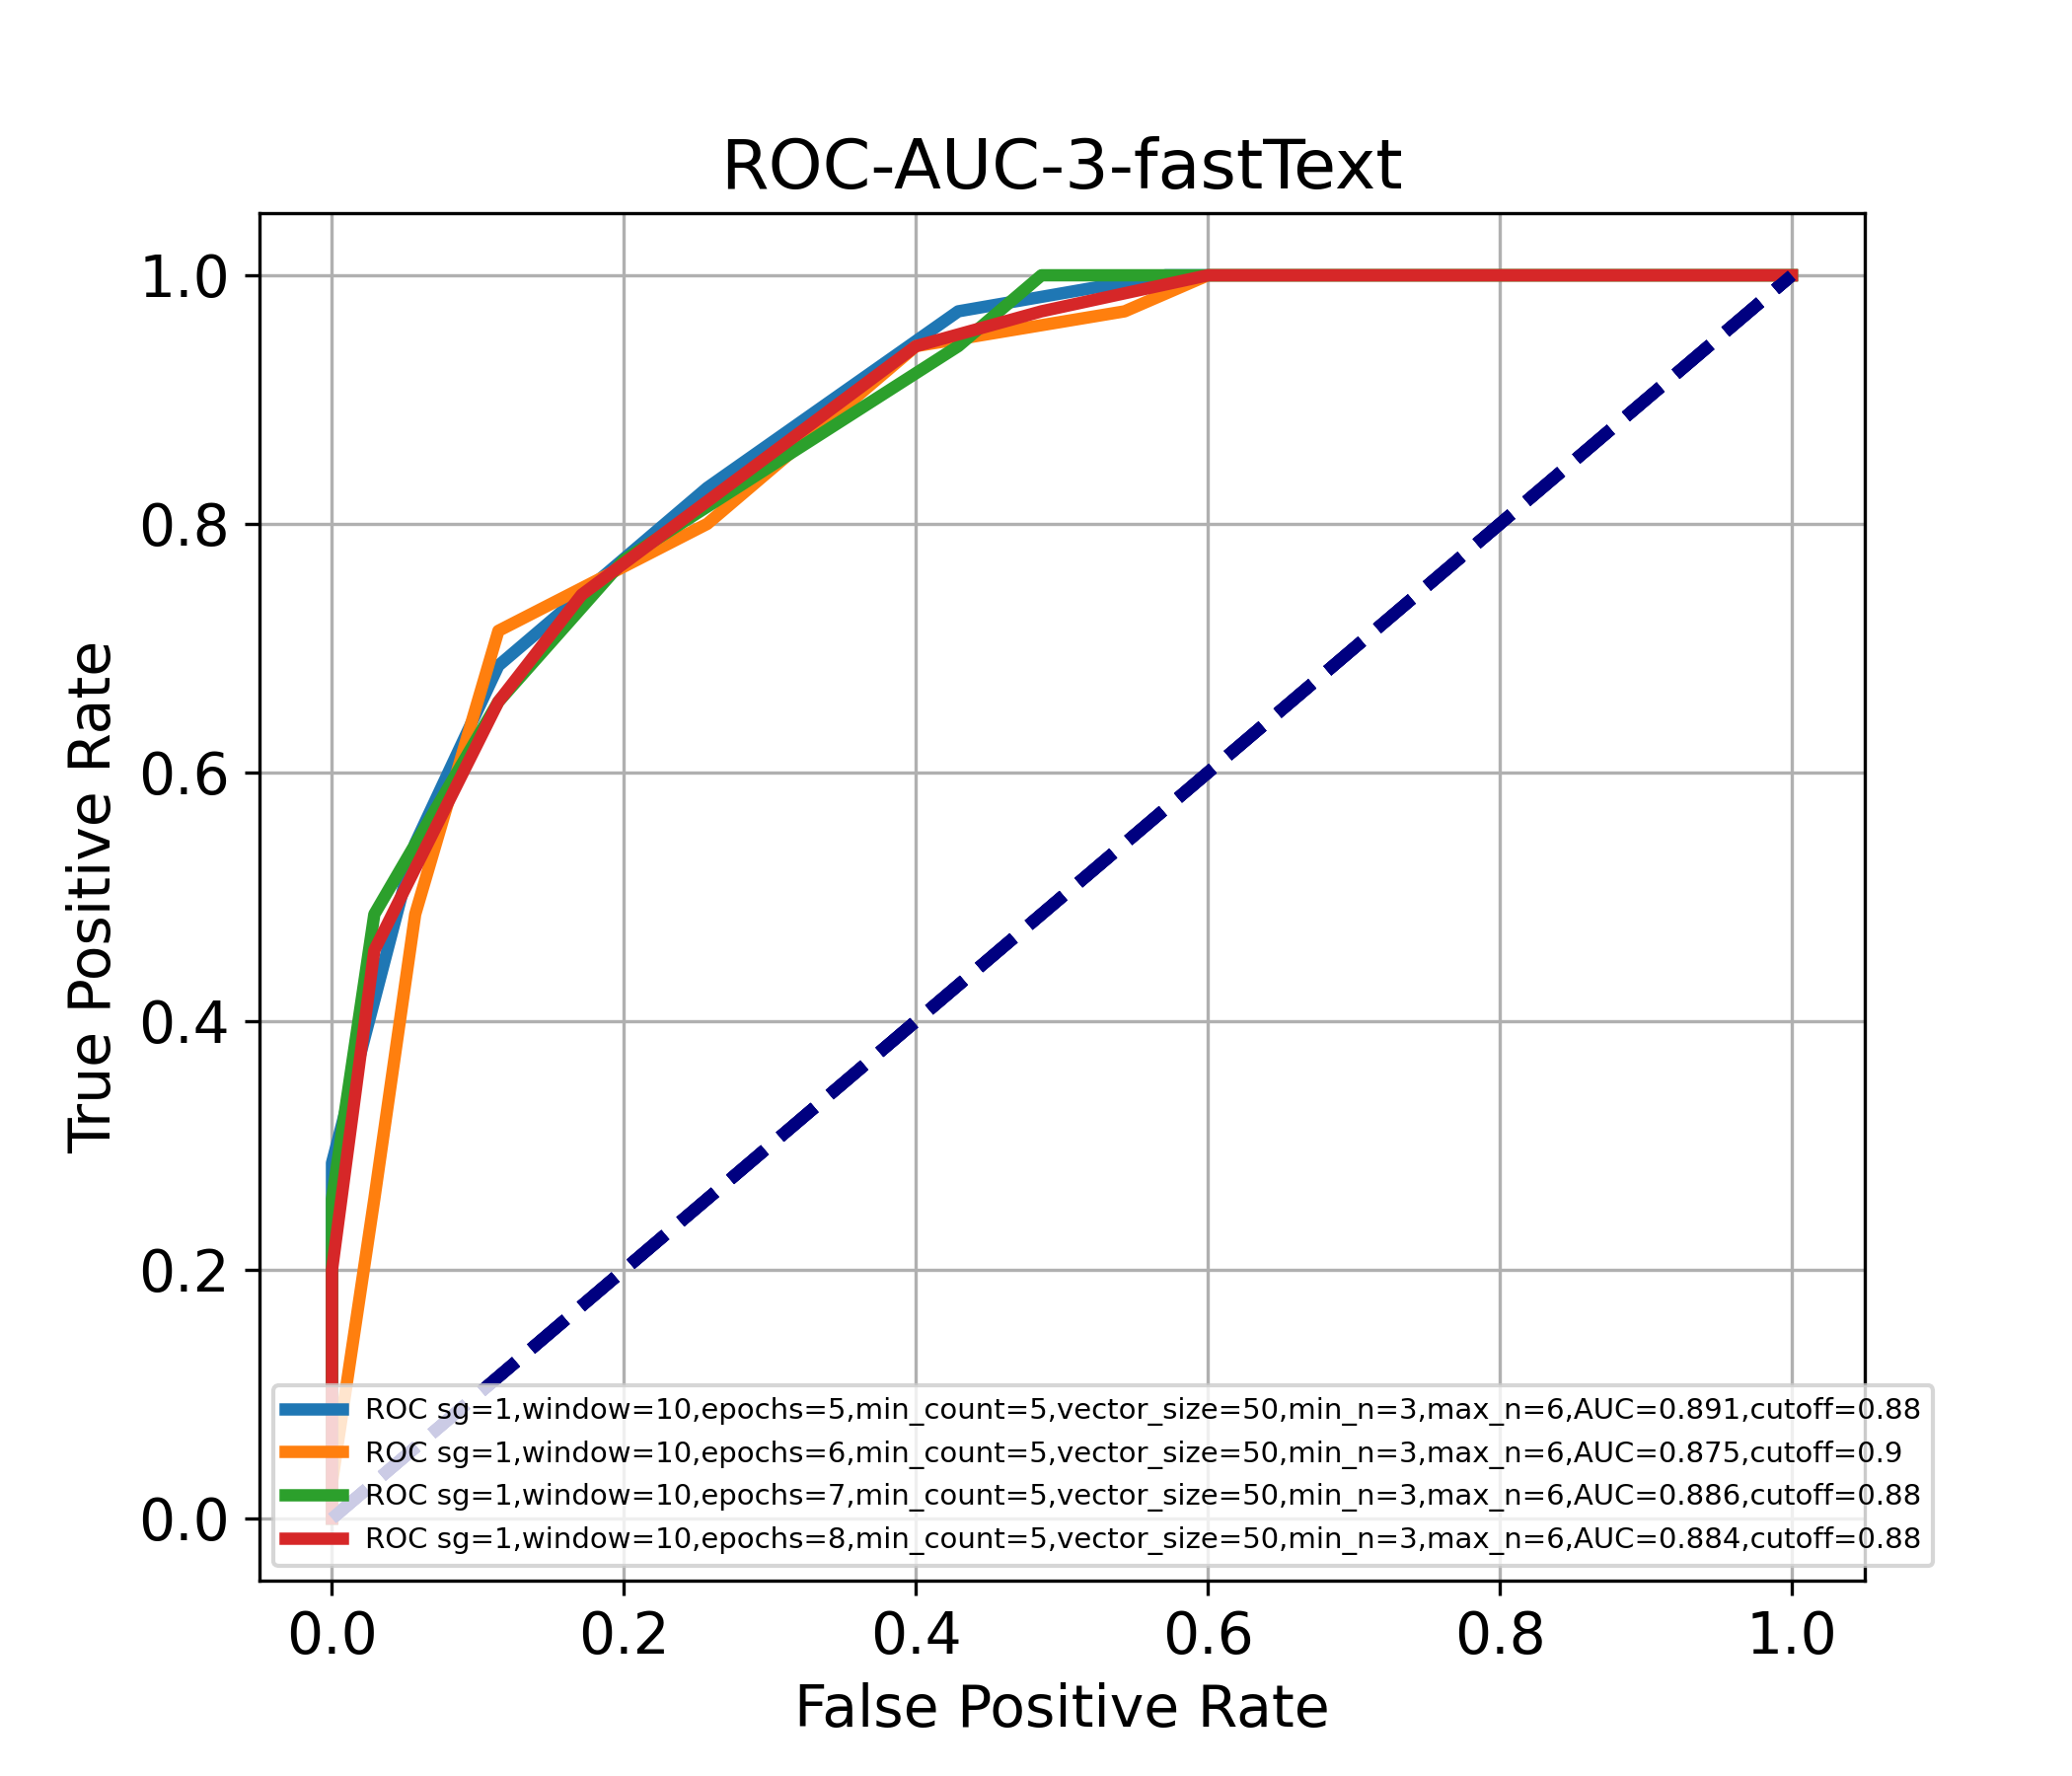 ROC-AUC-3-fastText
True Positive Rate
1.0
0.8
0.6
0.4
0.2
0.0
ROC sg=1,window=10,epochs=5,min_count=5,vector_size=50,min_n=3,max_n=6,AUC=0.891,cutoff=0.88
ROC sg=1,window=10,epochs=6,min_count=5,vector_size=50,min_n=3,max_n=6,AUC=0.875,cutoff=0.9
ROC sg=1,window=10,epochs=7,min_count=5,vector_size=50,min_n=3,max_n=6,AUC=0.886,cutoff=0.88
ROC sg=1,window=10,epochs=8,min_count=5,vector_size=50,min_n=3,max_n=6,AUC=0.884,cutoff=0.88
0.0 0.2 0.4 0.6 0.8 1.0
False Positive Rate